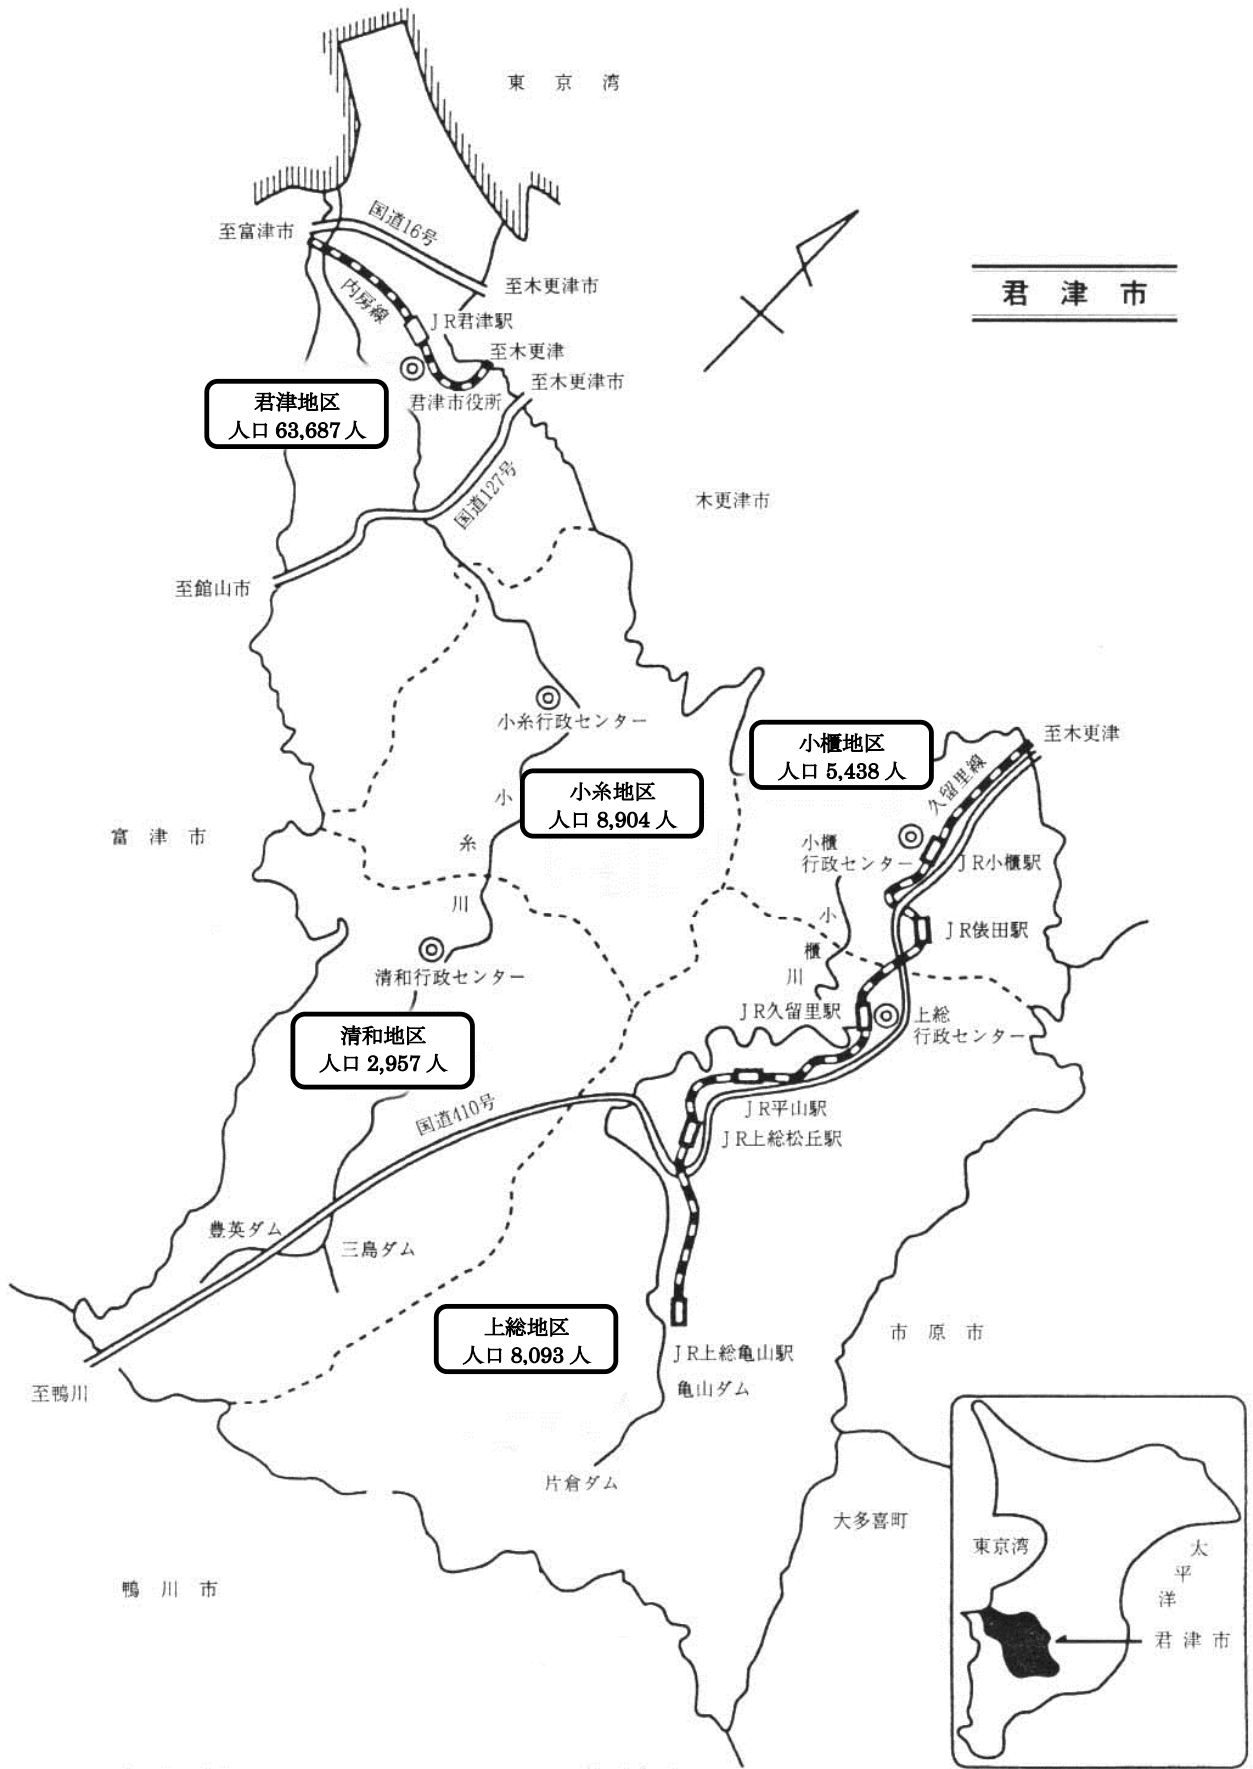 東京湾
君津市
国道16号
至富津市
至木更津市
内房線
JR君津駅
至木更津
至木更津市
君津市役所
君津地区
人口 63,687 人
国道127号
木更津市
至館山市
小糸行政センター
小櫃地区
人口 5,438 人
至木更津
久留里線
小糸地区
人口 8,904 人
小糸川
富津市
小櫃
行政センター
JR小櫃駅
小櫃川
JR俵田駅
清和行政センター
JR久留里駅
上総
行政センター
清和地区
人口 2,957 人
国道410号
JR平山駅
JR上総松丘駅
豊英ダム
三島ダム
上総地区
人口 8,093 人
市原市
JR上総亀山駅
亀山ダム
至鴨川
片倉ダム
大多喜町
鴨川市
東京湾
太平洋
君津市